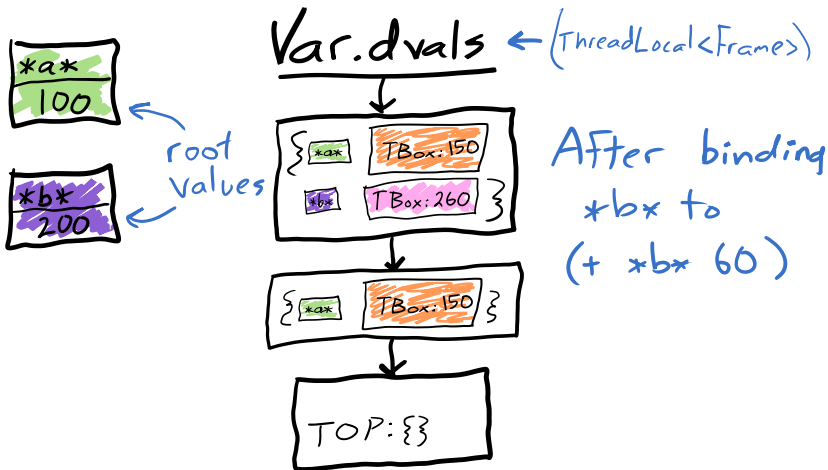 *a*
100
*b*
200
root
values
Var.dvals
(ThreadLocal<Frame>)
{ *a* TBox:150
*b* TBox:260 }
{ *a* TBox:150 }
TOP:{}
After binding
*b* to
(+ *b* 60)